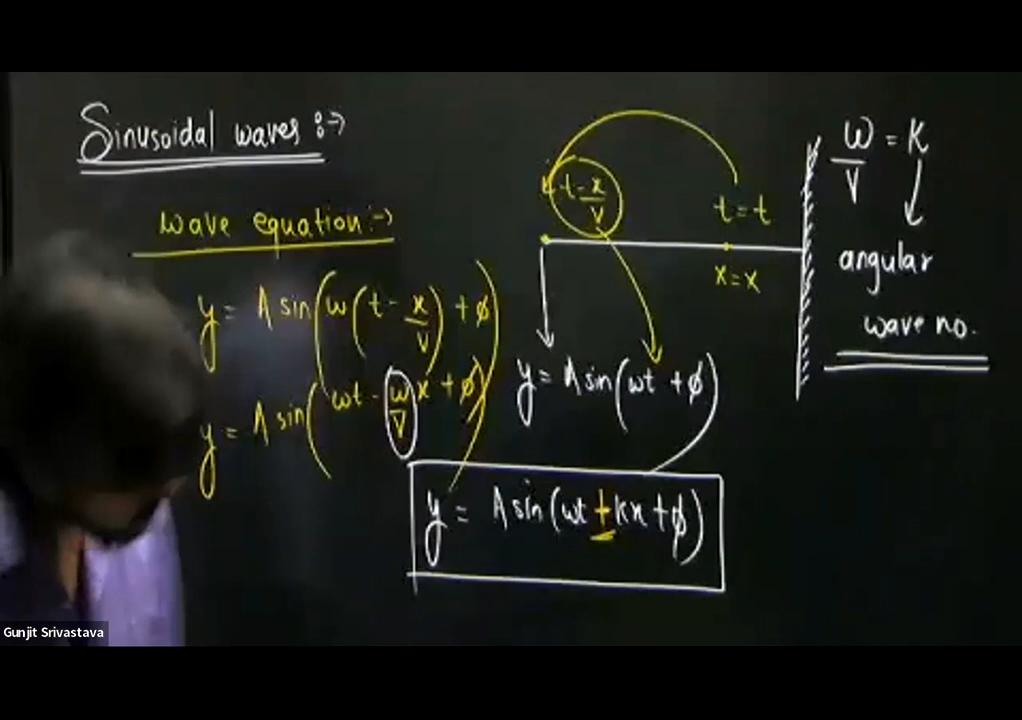 Sinusoidal waves :→
wave equation :→
y = A sin(ω(t - x/v) + φ)
y = A sin(ωt - ω/v x + φ)
t - x/v
t = t
x = x
y = A sin(ωt + φ)
y = A sin(ωt ± kx + φ)
ω/v = K
angular
wave no.
Gunjit Srivastava